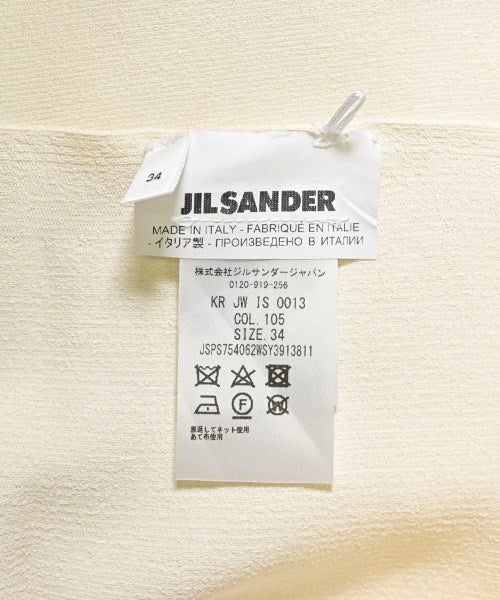 34
JIL SANDER
MADE IN ITALY - FABRIQUÉ EN ITALIE
- イタリア製 - ПРОИЗВЕДЕНО В ИТАЛИИ
株式会社ジルサンダージャパン
0120-919-256
KR JW IS 0013
COL. 105
SIZE. 34
JSPS754062WSY3913811
F
W
裏返してネット使用
あて布使用